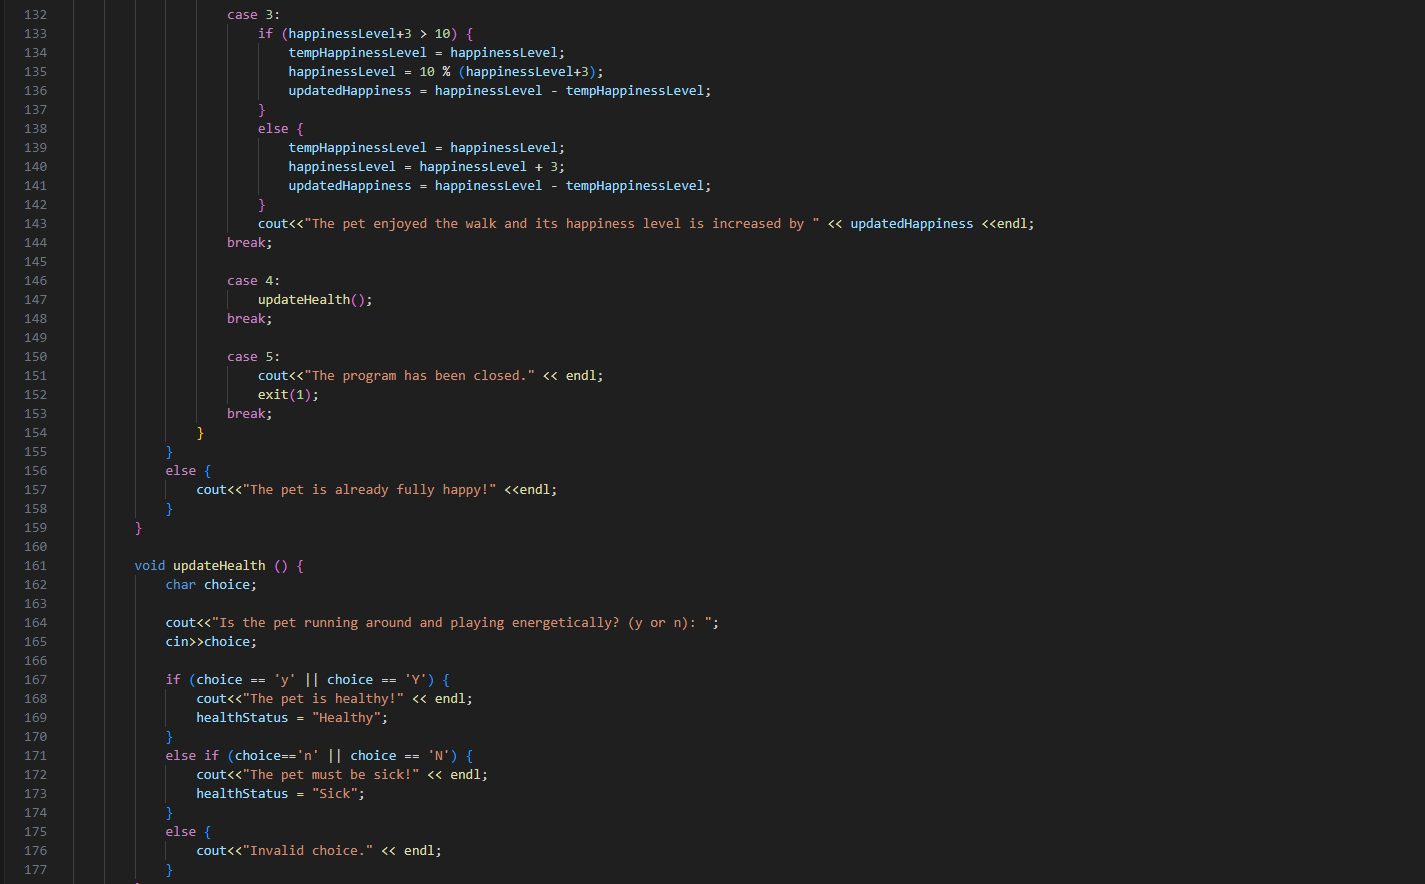 132 case 3:
133 if (happinessLevel+3 > 10) {
134 tempHappinessLevel = happinessLevel;
135 happinessLevel = 10 % (happinessLevel+3);
136 updatedHappiness = happinessLevel - tempHappinessLevel;
137 }
138 else {
139 tempHappinessLevel = happinessLevel;
140 happinessLevel = happinessLevel + 3;
141 updatedHappiness = happinessLevel - tempHappinessLevel;
142 }
143 cout<<"The pet enjoyed the walk and its happiness level is increased by " << updatedHappiness <<endl;
144 break;
145
146 case 4:
147 updateHealth();
148 break;
149
150 case 5:
151 cout<<"The program has been closed." << endl;
152 exit(1);
153 break;
154 }
155 }
156 else {
157 cout<<"The pet is already fully happy!" <<endl;
158 }
159 }
160
161 void updateHealth () {
162 char choice;
163
164 cout<<"Is the pet running around and playing energetically? (y or n): ";
165 cin>>choice;
166
167 if (choice == 'y' || choice == 'Y') {
168 cout<<"The pet is healthy!" << endl;
169 healthStatus = "Healthy";
170 }
171 else if (choice=='n' || choice == 'N') {
172 cout<<"The pet must be sick!" << endl;
173 healthStatus = "Sick";
174 }
175 else {
176 cout<<"Invalid choice." << endl;
177 }